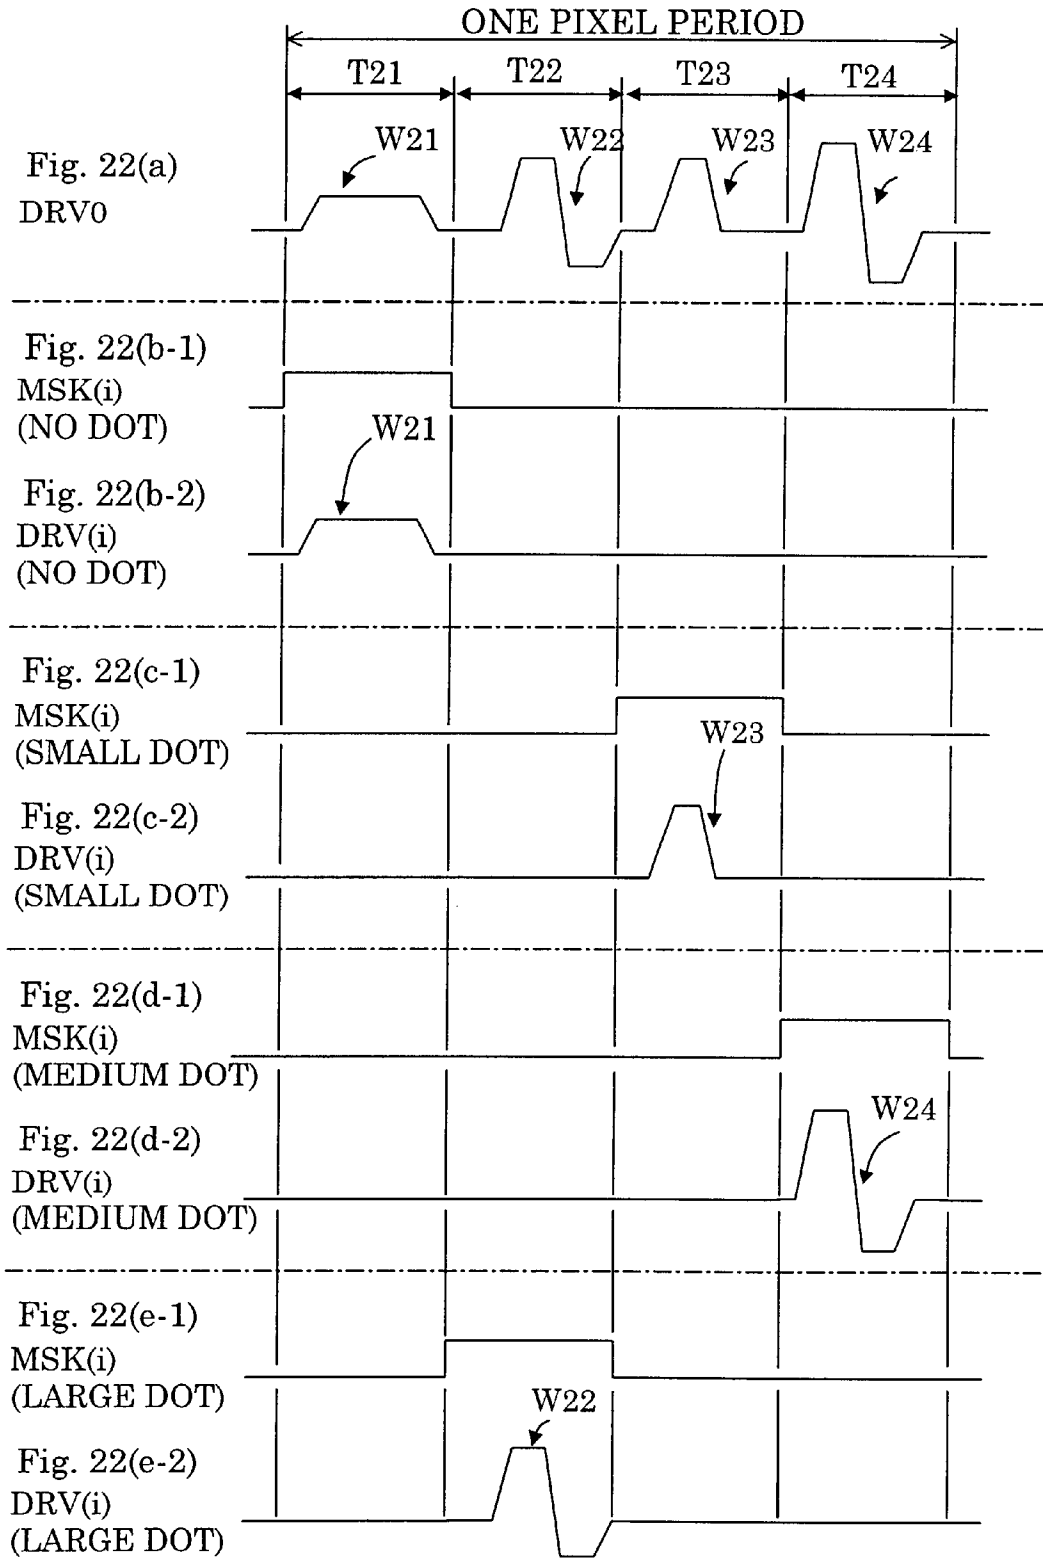 ONE PIXEL PERIOD
T21 T22 T23 T24
W21 W22 W23 W24
Fig. 22(a)
DRV0
Fig. 22(b-1)
MSK(i)
(NO DOT)
W21
Fig. 22(b-2)
DRV(i)
(NO DOT)
Fig. 22(c-1)
MSK(i)
(SMALL DOT)
W23
Fig. 22(c-2)
DRV(i)
(SMALL DOT)
Fig. 22(d-1)
MSK(i)
(MEDIUM DOT)
W24
Fig. 22(d-2)
DRV(i)
(MEDIUM DOT)
Fig. 22(e-1)
MSK(i)
(LARGE DOT)
W22
Fig. 22(e-2)
DRV(i)
(LARGE DOT)